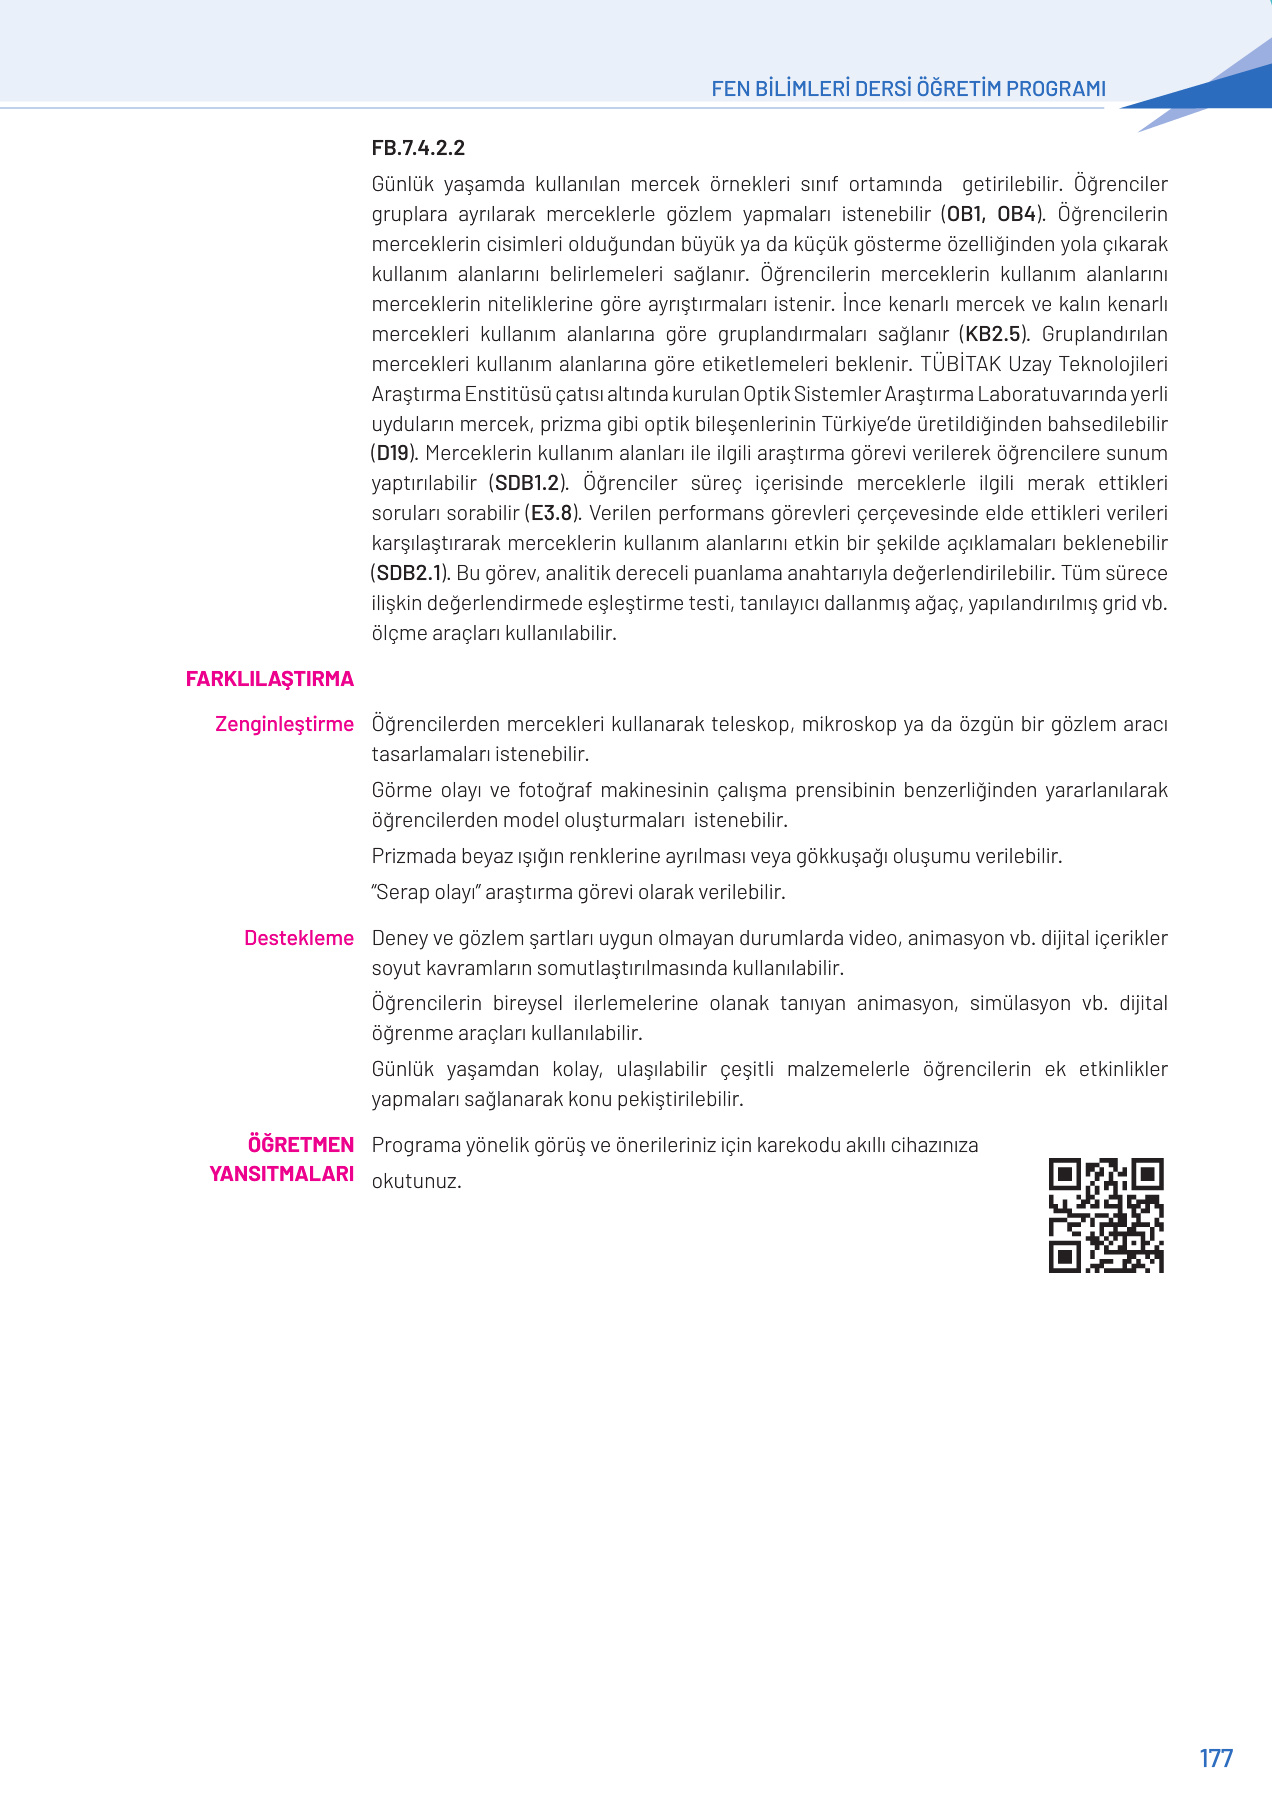 FEN BİLİMLERİ DERSİ ÖĞRETİM PROGRAMI
FB.7.4.2.2
Günlük yaşamda kullanılan mercek örnekleri sınıf ortamında getirilebilir. Öğrenciler
gruplara ayrılarak merceklerle gözlem yapmaları istenebilir (OB1, OB4). Öğrencilerin
merceklerin cisimleri olduğundan büyük ya da küçük gösterme özelliğinden yola çıkarak
kullanım alanlarını belirlemeleri sağlanır. Öğrencilerin merceklerin kullanım alanlarını
merceklerin niteliklerine göre ayrıştırmaları istenir. İnce kenarlı mercek ve kalın kenarlı
mercekleri kullanım alanlarına göre gruplandırmaları sağlanır (KB2.5). Gruplandırılan
mercekleri kullanım alanlarına göre etiketlemeleri beklenir. TÜBİTAK Uzay Teknolojileri
Araştırma Enstitüsü çatısı altında kurulan Optik Sistemler Araştırma Laboratuvarında yerli
uyduların mercek, prizma gibi optik bileşenlerinin Türkiye’de üretildiğinden bahsedilebilir
(D19). Merceklerin kullanım alanları ile ilgili araştırma görevi verilerek öğrencilere sunum
yaptırılabilir (SDB1.2). Öğrenciler süreç içerisinde merceklerle ilgili merak ettikleri
soruları sorabilir (E3.8). Verilen performans görevleri çerçevesinde elde ettikleri verileri
karşılaştırarak merceklerin kullanım alanlarını etkin bir şekilde açıklamaları beklenebilir
(SDB2.1). Bu görev, analitik dereceli puanlama anahtarıyla değerlendirilebilir. Tüm sürece
ilişkin değerlendirmede eşleştirme testi, tanılayıcı dallanmış ağaç, yapılandırılmış grid vb.
ölçme araçları kullanılabilir.
FARKLILAŞTIRMA
Zenginleştirme Öğrencilerden mercekleri kullanarak teleskop, mikroskop ya da özgün bir gözlem aracı
tasarlamaları istenebilir.
Görme olayı ve fotoğraf makinesinin çalışma prensibinin benzerliğinden yararlanılarak
öğrencilerden model oluşturmaları istenebilir.
Prizmada beyaz ışığın renklerine ayrılması veya gökkuşağı oluşumu verilebilir.
“Serap olayı” araştırma görevi olarak verilebilir.
Destekleme Deney ve gözlem şartları uygun olmayan durumlarda video, animasyon vb. dijital içerikler
soyut kavramların somutlaştırılmasında kullanılabilir.
Öğrencilerin bireysel ilerlemelerine olanak tanıyan animasyon, simülasyon vb. dijital
öğrenme araçları kullanılabilir.
Günlük yaşamdan kolay, ulaşılabilir çeşitli malzemelerle öğrencilerin ek etkinlikler
yapmaları sağlanarak konu pekiştirilebilir.
ÖĞRETMEN Programa yönelik görüş ve önerileriniz için karekodu akıllı cihazınıza
YANSITMALARI okutunuz.
177